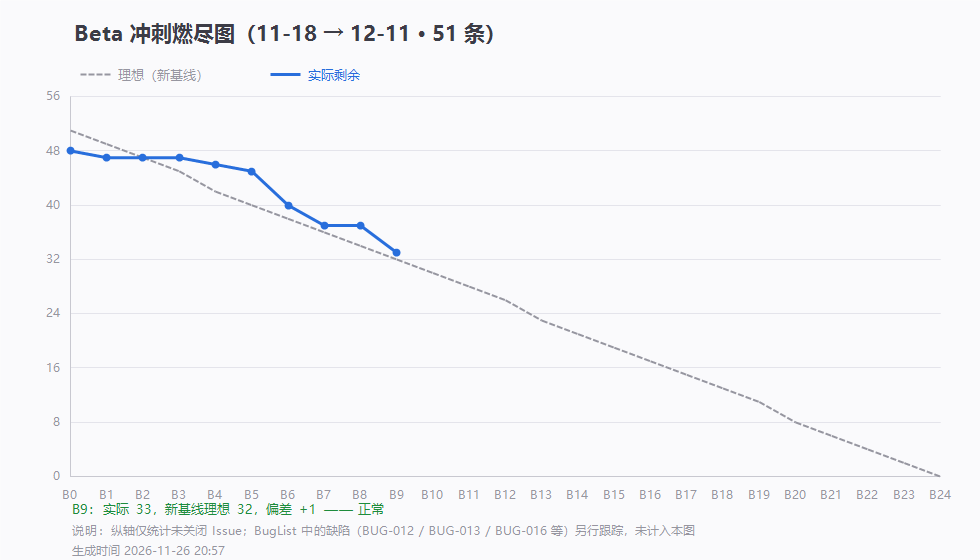 Beta 冲刺燃尽图（11-18 → 12-11 • 51 条）
理想（新基线） 实际剩余
56
48
40
32
24
16
8
0
B0 B1 B2 B3 B4 B5 B6 B7 B8 B9 B10 B11 B12 B13 B14 B15 B16 B17 B18 B19 B20 B21 B22 B23 B24
B9：实际 33，新基线理想 32，偏差 +1 —— 正常
说明：纵轴仅统计未关闭 Issue；BugList 中的缺陷（BUG-012 / BUG-013 / BUG-016 等）另行跟踪，未计入本图
生成时间 2026-11-26 20:57